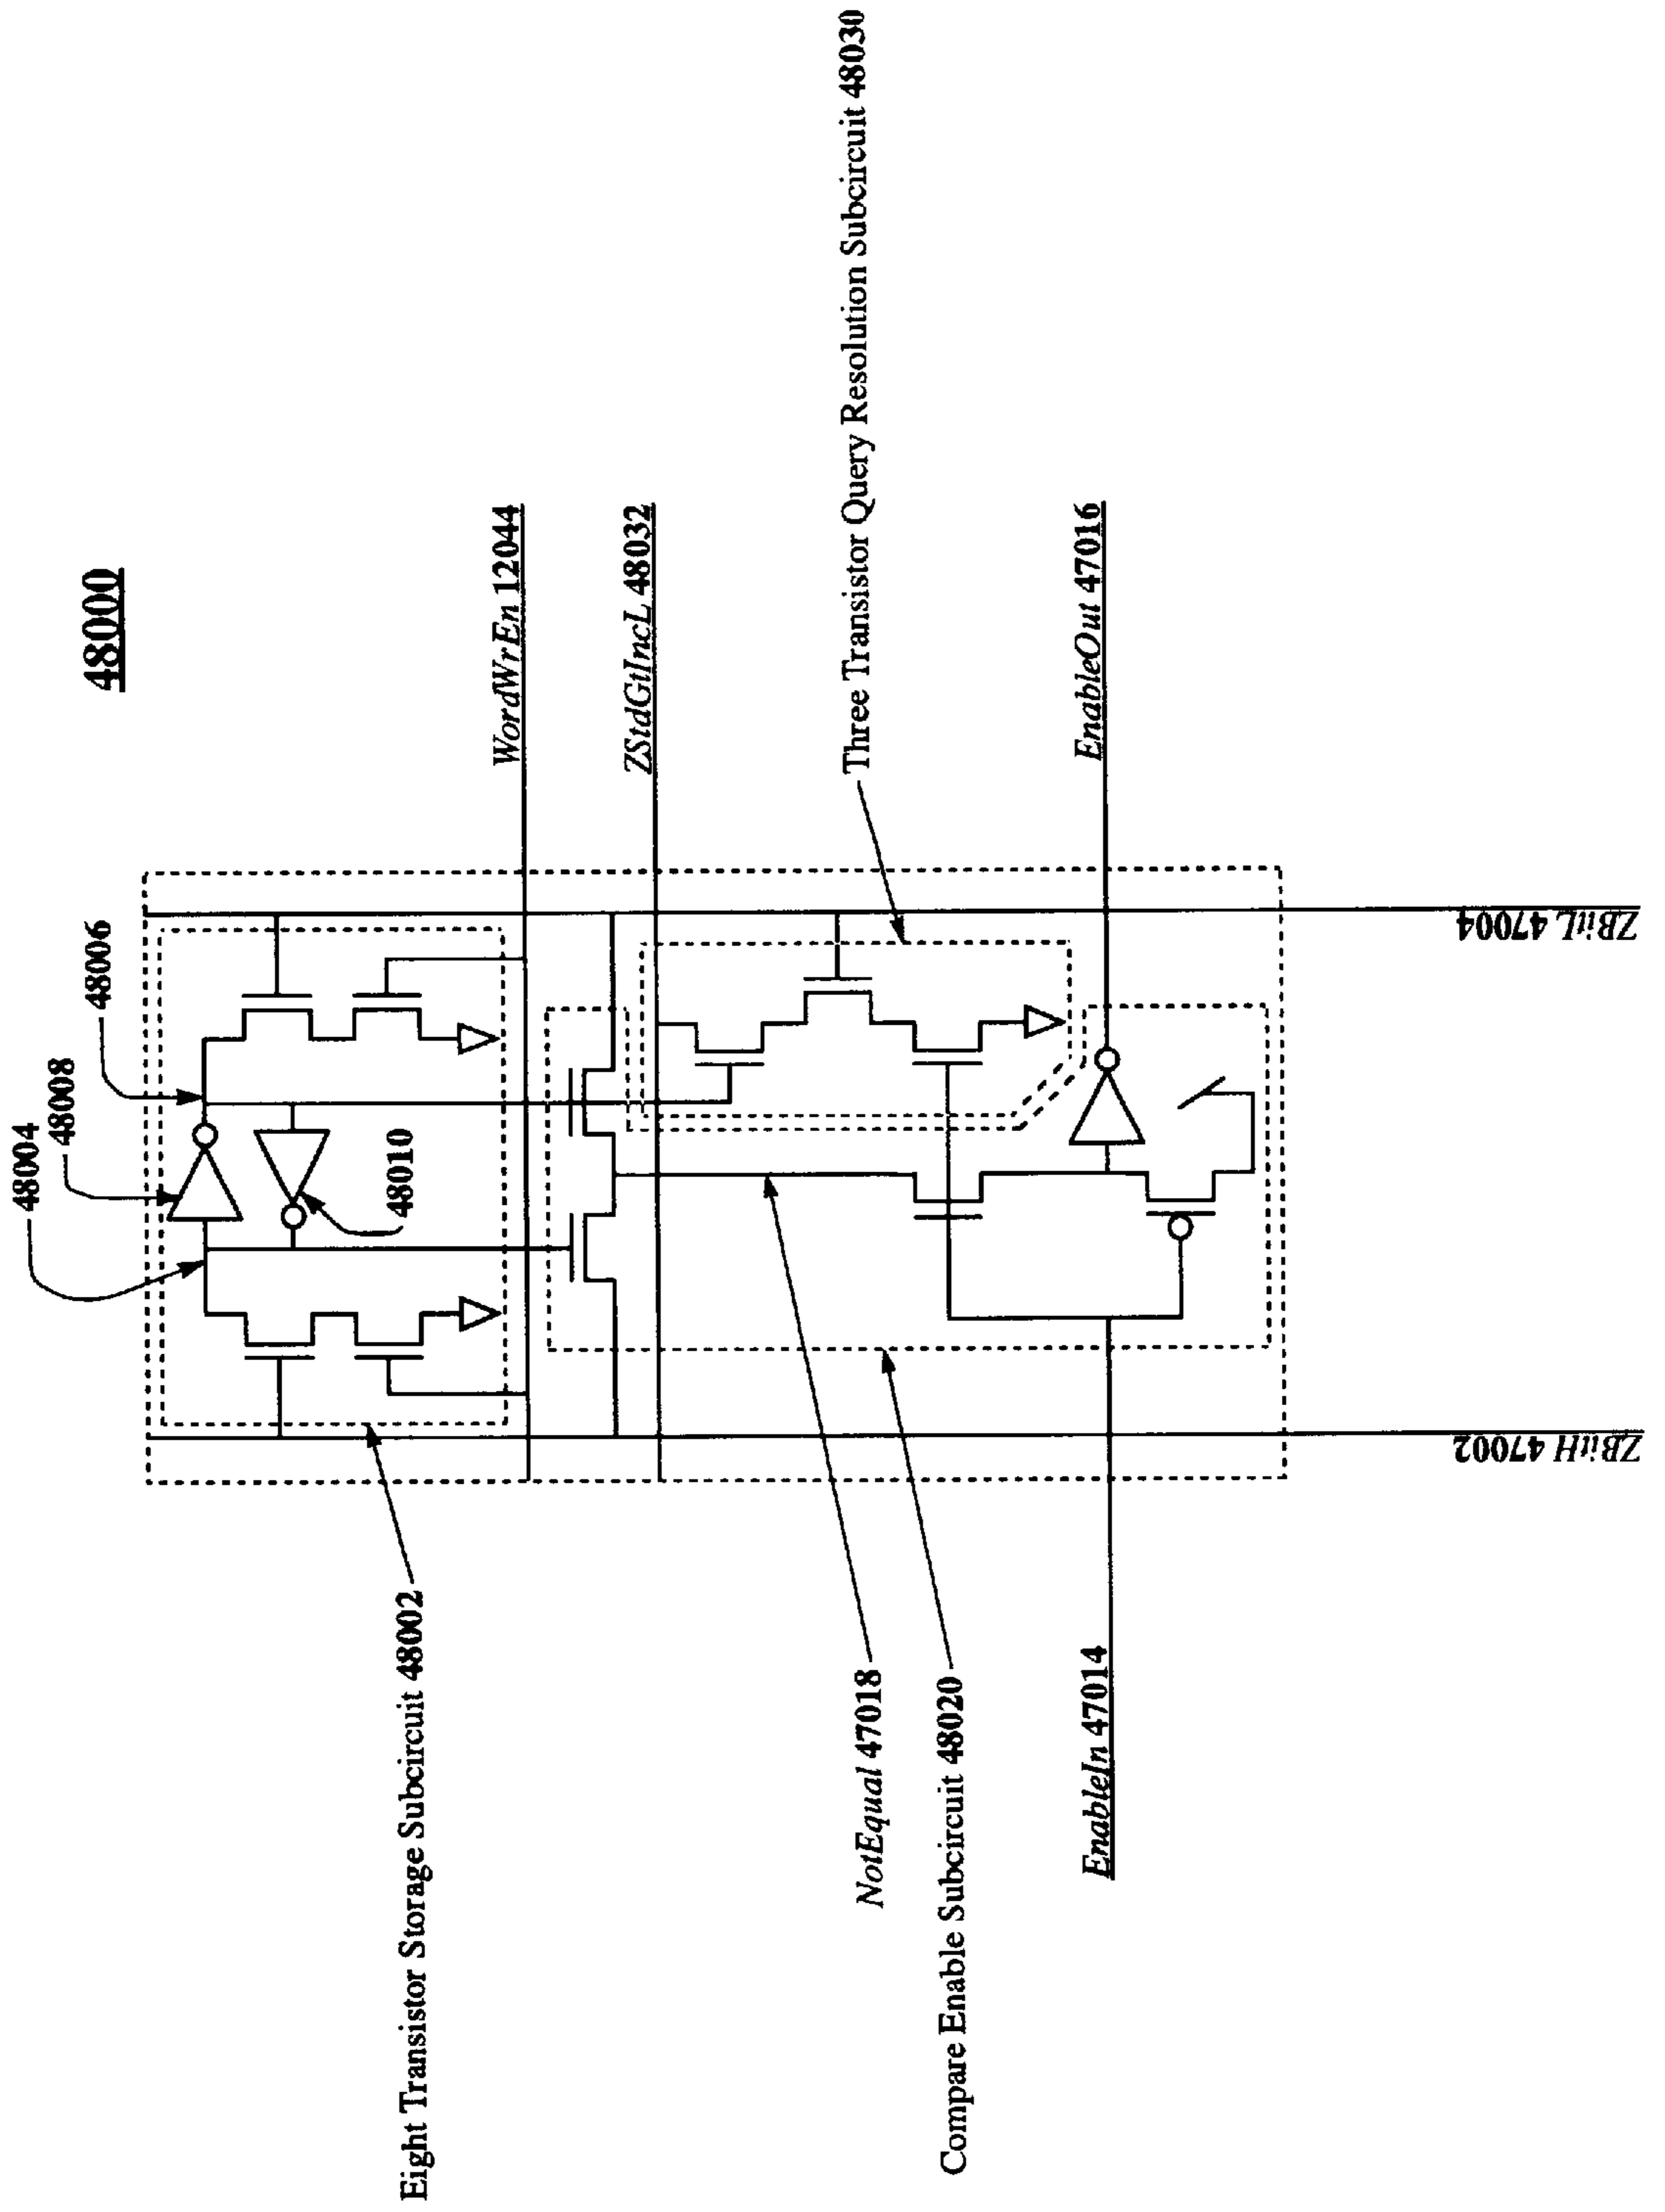 48000
48006
48008
48004
48010
WordWrEn 12044
ZStdGtIncL 48032
Three Transistor Query Resolution Subcircuit 48030
EnableOut 47016
ZBitL 47004
ZBitH 47002
Eight Transistor Storage Subcircuit 48002
NotEqual 47018
Compare Enable Subcircuit 48020
EnableIn 47014